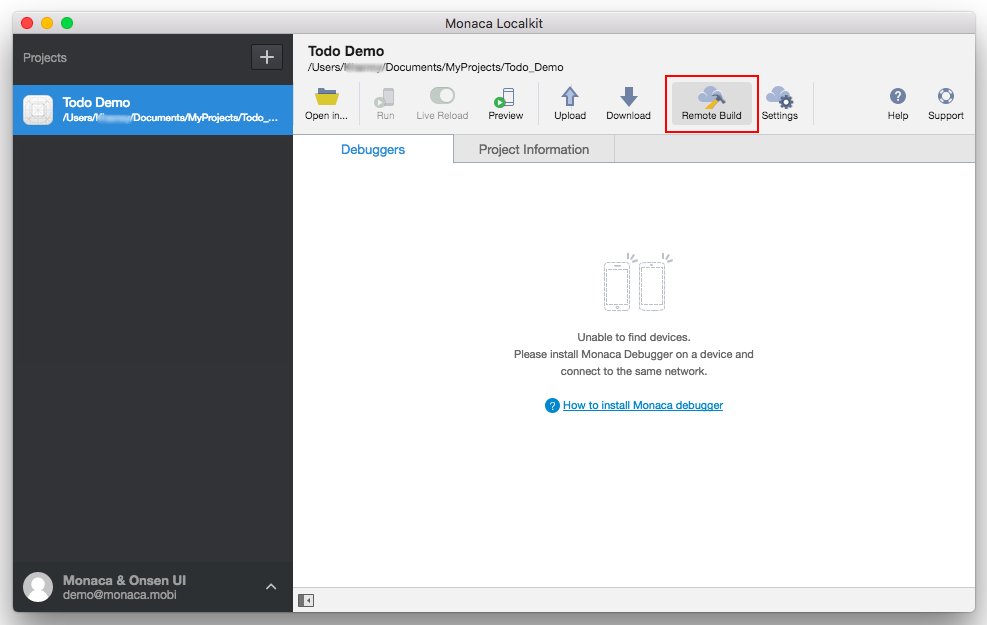 Monaca Localkit
Projects
Todo Demo
/Users/ /Documents/MyProjects/Todo_...
Todo Demo
/Users/ /Documents/MyProjects/Todo_Demo
Open in... Run Live Reload Preview Upload Download Remote Build Settings Help Support
Debuggers Project Information
Unable to find devices.
Please install Monaca Debugger on a device and
connect to the same network.
? How to install Monaca debugger
Monaca & Onsen UI
demo@monaca.mobi